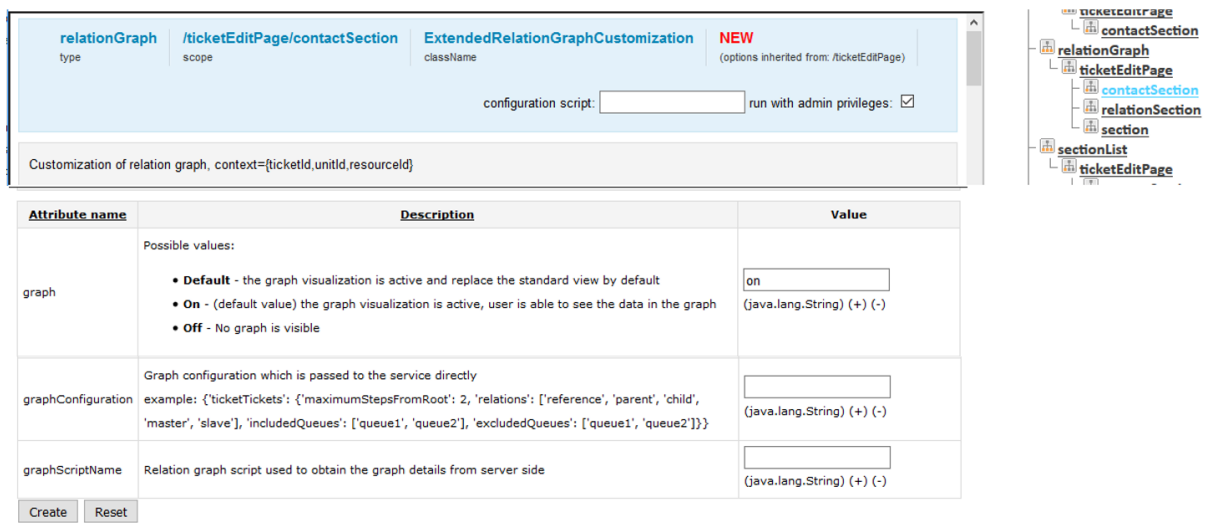 relationGraph /ticketEditPage/contactSection ExtendedRelationGraphCustomization NEW
type scope className (options inherited from: /ticketEditPage)
configuration script: run with admin privileges:
Customization of relation graph, context={ticketId,unitId,resourceId}
ticketEditPage
contactSection
relationGraph
ticketEditPage
contactSection
relationSection
section
sectionList
ticketEditPage
Attribute name Description Value
graph
Possible values:
• Default - the graph visualization is active and replace the standard view by default
• On - (default value) the graph visualization is active, user is able to see the data in the graph
• Off - No graph is visible
on
(java.lang.String) (+) (-)
graphConfiguration
Graph configuration which is passed to the service directly
example: {'ticketTickets': {'maximumStepsFromRoot': 2, 'relations': ['reference', 'parent', 'child',
'master', 'slave'], 'includedQueues': ['queue1', 'queue2'], 'excludedQueues': ['queue1', 'queue2']}}
(java.lang.String) (+) (-)
graphScriptName
Relation graph script used to obtain the graph details from server side
(java.lang.String) (+) (-)
Create Reset